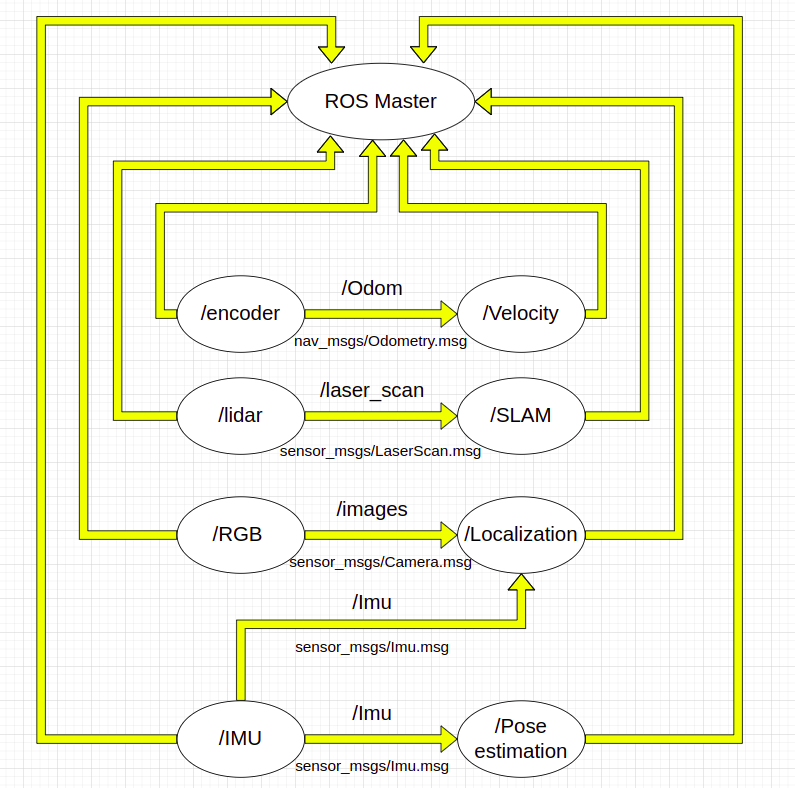 ROS Master
/Odom
/encoder
/Velocity
nav_msgs/Odometry.msg
/laser_scan
/lidar
/SLAM
sensor_msgs/LaserScan.msg
/images
/RGB
/Localization
sensor_msgs/Camera.msg
/Imu
sensor_msgs/Imu.msg
/Imu
/IMU
/Pose
estimation
sensor_msgs/Imu.msg